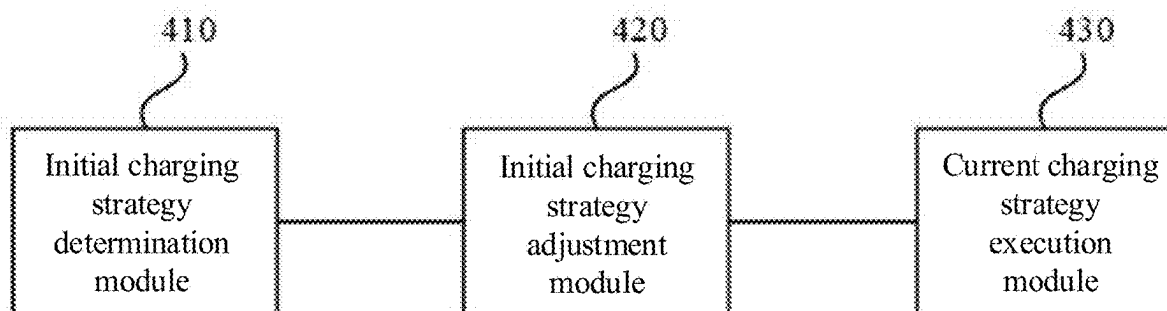 410
420
430
Initial charging
strategy
determination
module
Initial charging
strategy
adjustment
module
Current charging
strategy
execution
module